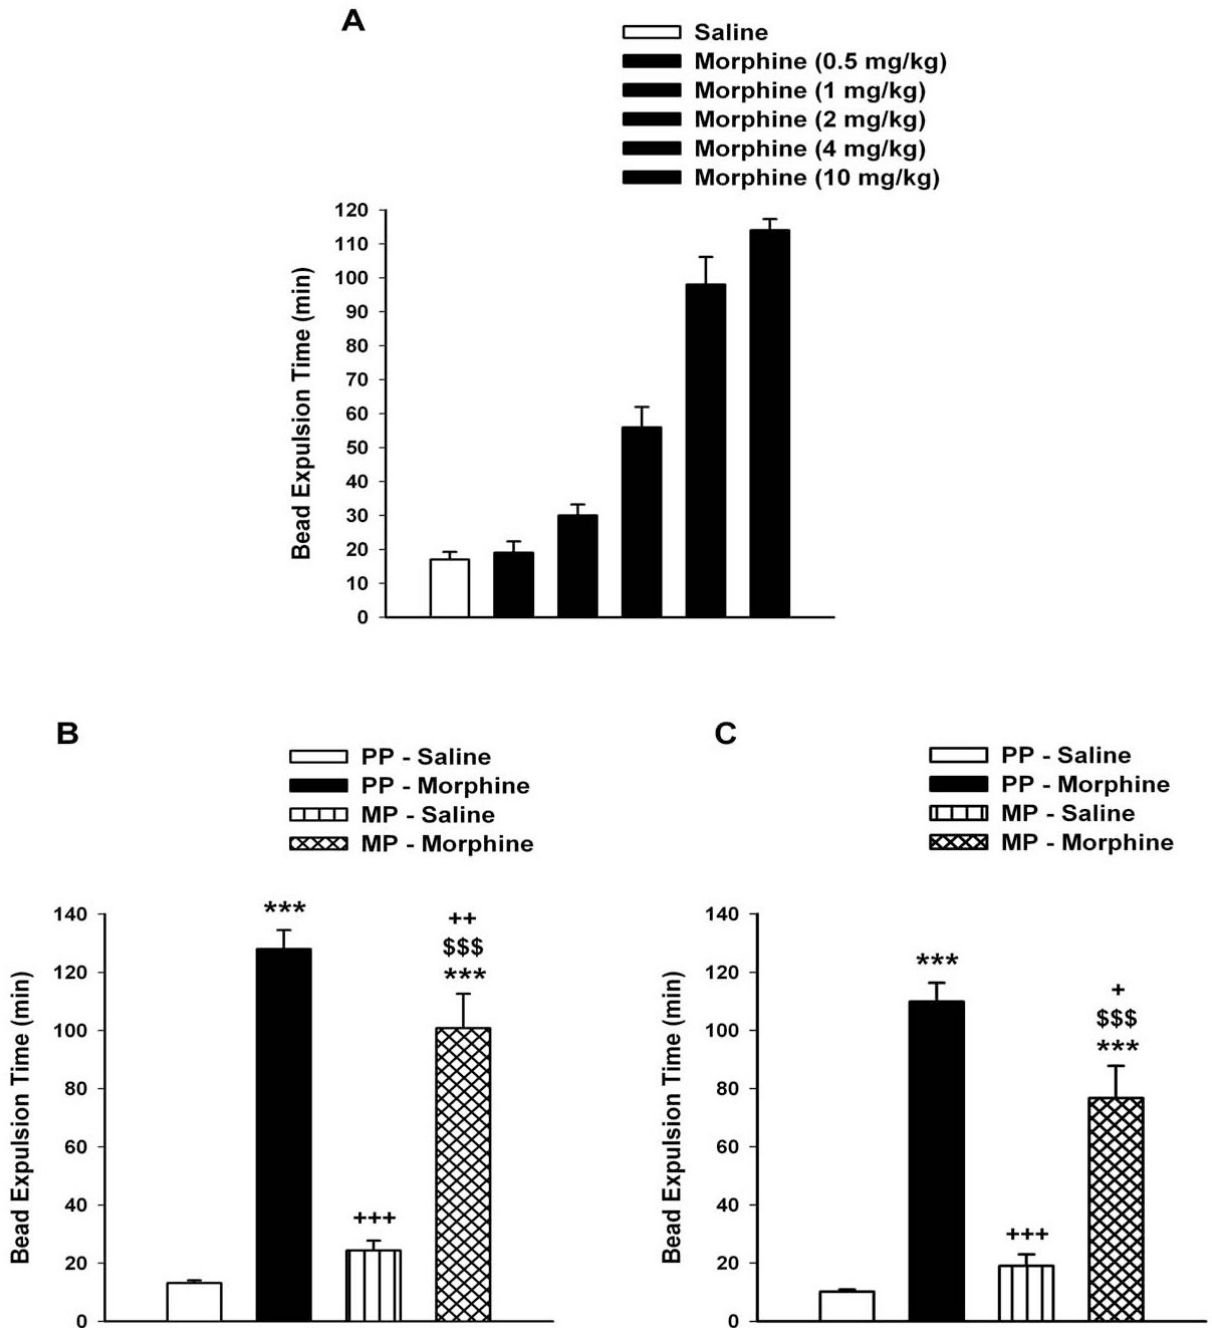 A
Saline
Morphine (0.5 mg/kg)
Morphine (1 mg/kg)
Morphine (2 mg/kg)
Morphine (4 mg/kg)
Morphine (10 mg/kg)
Bead Expulsion Time (min)
120
110
100
90
80
70
60
50
40
30
20
10
0
B
PP - Saline
PP - Morphine
MP - Saline
MP - Morphine
Bead Expulsion Time (min)
140
120
100
80
60
40
20
0
***
+++
++
$$$
***
C
PP - Saline
PP - Morphine
MP - Saline
MP - Morphine
Bead Expulsion Time (min)
140
120
100
80
60
40
20
0
***
+++
+
$$$
***